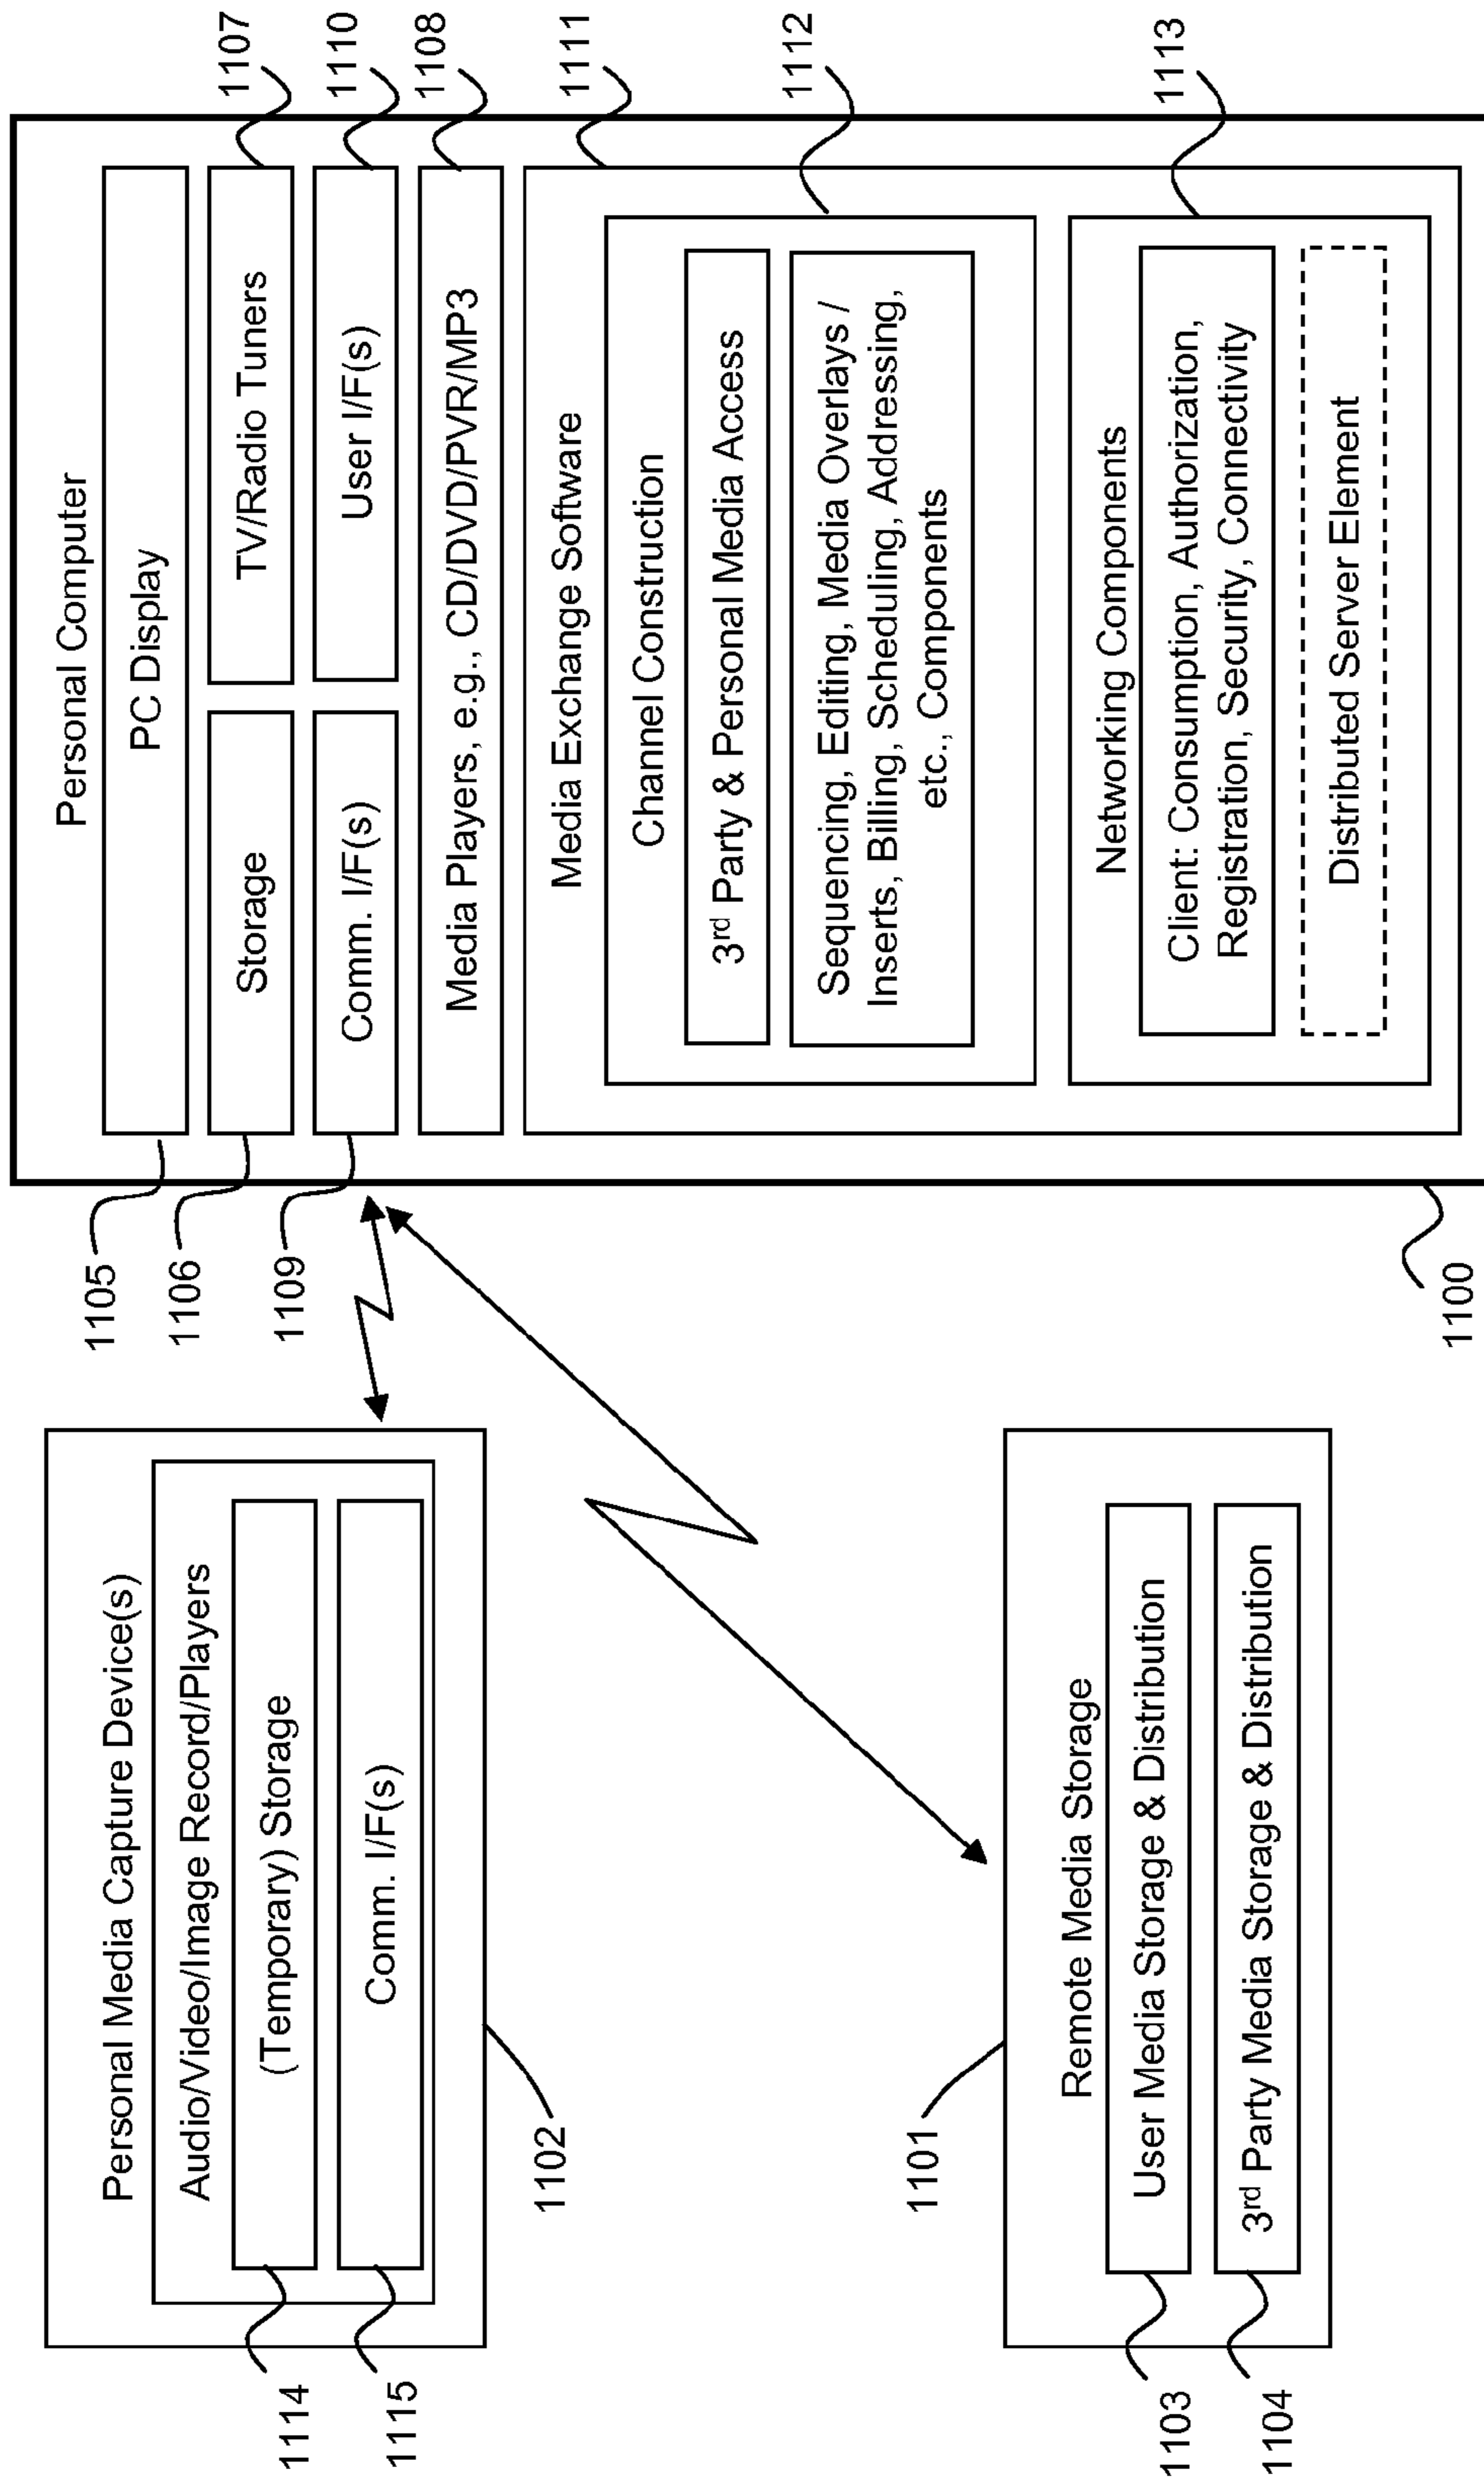 Personal Media Capture Device(s)
Audio/Video/Image Record/Players
(Temporary) Storage
Comm. I/F(s)
1114
1115
1102
Remote Media Storage
User Media Storage & Distribution
3rd Party Media Storage & Distribution
1101
1103
1104
Personal Computer
PC Display
Storage
TV/Radio Tuners
Comm. I/F(s)
User I/F(s)
Media Players, e.g., CD/DVD/PVR/MP3
Media Exchange Software
Channel Construction
3rd Party & Personal Media Access
Sequencing, Editing, Media Overlays /
Inserts, Billing, Scheduling, Addressing,
etc., Components
Networking Components
Client: Consumption, Authorization,
Registration, Security, Connectivity
Distributed Server Element
1105
1106
1109
1100
1107
1110
1108
1111
1112
1113